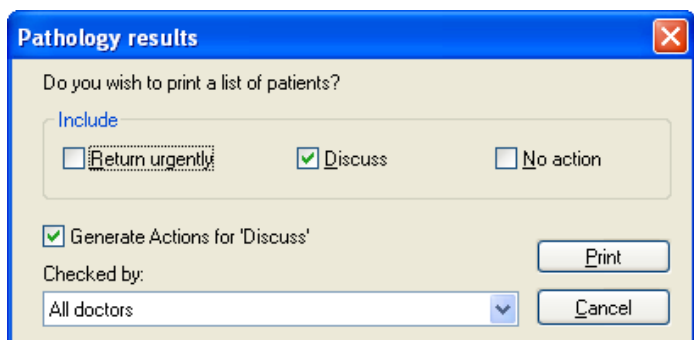 Pathology results
Do you wish to print a list of patients?
Include
Return urgently Discuss No action
Generate Actions for 'Discuss'
Print
Checked by:
All doctors
Cancel